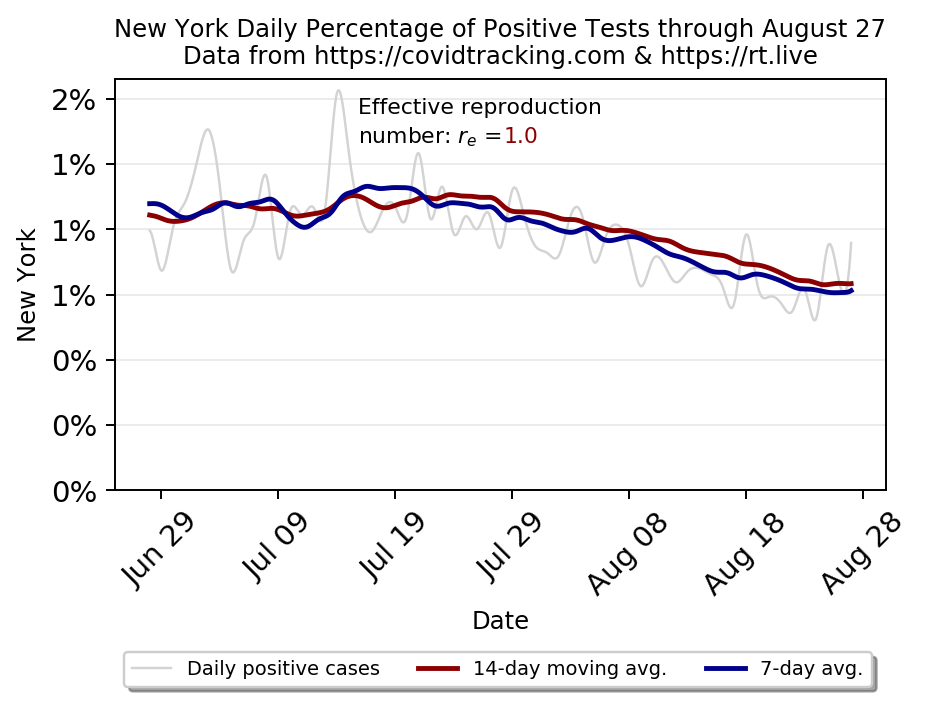 New York Daily Percentage of Positive Tests through August 27
Data from https://covidtracking.com & https://rt.live
Effective reproduction
number: rₑ =1.0
2%
1%
1%
1%
0%
0%
0%
New York
Jun 29
Jul 09
Jul 19
Jul 29
Aug 08
Aug 18
Aug 28
Date
Daily positive cases
14-day moving avg.
7-day avg.